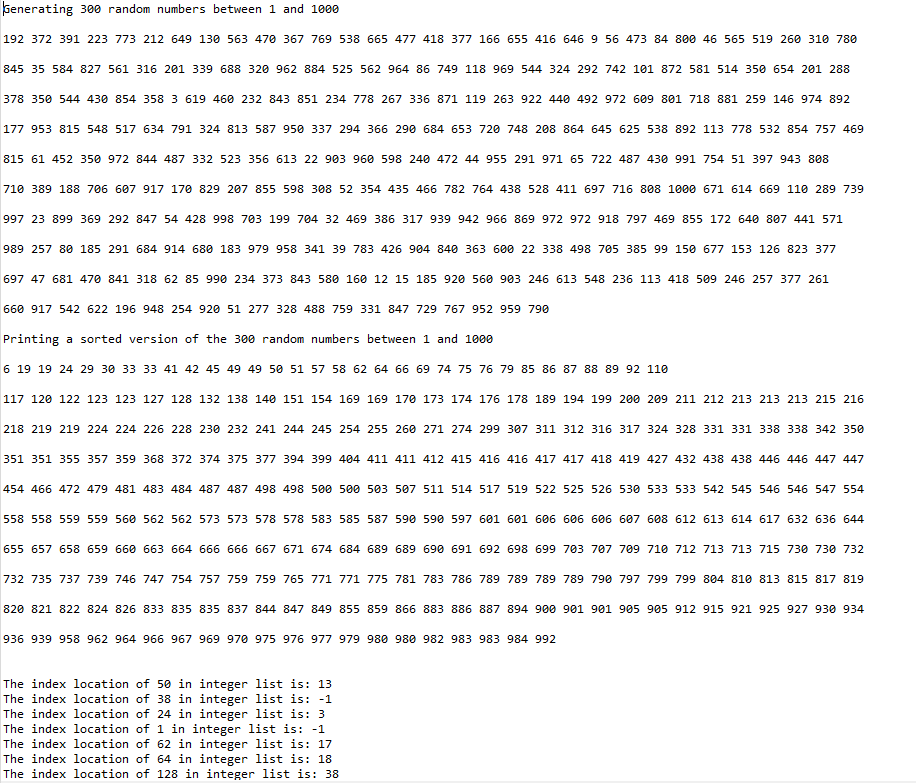 Generating 300 random numbers between 1 and 1000
192 372 391 223 773 212 649 130 563 470 367 769 538 665 477 418 377 166 655 416 646 9 56 473 84 800 46 565 519 260 310 780
845 35 584 827 561 316 201 339 688 320 962 884 525 562 964 86 749 118 969 544 324 292 742 101 872 581 514 350 654 201 288
378 350 544 430 854 358 3 619 460 232 843 851 234 778 267 336 871 119 263 922 440 492 972 609 801 718 881 259 146 974 892
177 953 815 548 517 634 791 324 813 587 950 337 294 366 290 684 653 720 748 208 864 645 625 538 892 113 778 532 854 757 469
815 61 452 350 972 844 487 332 523 356 613 22 903 960 598 240 472 44 955 291 971 65 722 487 430 991 754 51 397 943 808
710 389 188 706 607 917 170 829 207 855 598 308 52 354 435 466 782 764 438 528 411 697 716 808 1000 671 614 669 110 289 739
997 23 899 369 292 847 54 428 998 703 199 704 32 469 386 317 939 942 966 869 972 972 918 797 469 855 172 640 807 441 571
989 257 80 185 291 684 914 680 183 979 958 341 39 783 426 904 840 363 600 22 338 498 705 385 99 150 677 153 126 823 377
697 47 681 470 841 318 62 85 990 234 373 843 580 160 12 15 185 920 560 903 246 613 548 236 113 418 509 246 257 377 261
660 917 542 622 196 948 254 920 51 277 328 488 759 331 847 729 767 952 959 790
Printing a sorted version of the 300 random numbers between 1 and 1000
6 19 19 24 29 30 33 33 41 42 45 49 49 50 51 57 58 62 64 66 69 74 75 76 79 85 86 87 88 89 92 110
117 120 122 123 123 127 128 132 138 140 151 154 169 169 170 173 174 176 178 189 194 199 200 209 211 212 213 213 213 215 216
218 219 219 224 224 226 228 230 232 241 244 245 254 255 260 271 274 299 307 311 312 316 317 324 328 331 331 338 338 342 350
351 351 355 357 359 368 372 374 375 377 394 399 404 411 411 412 415 416 416 417 417 418 419 427 432 438 438 446 446 447 447
454 466 472 479 481 483 484 487 487 498 498 500 500 503 507 511 514 517 519 522 525 526 530 533 533 542 545 546 546 547 554
558 558 559 559 560 562 562 573 573 578 578 583 585 587 590 590 597 601 601 606 606 606 607 608 612 613 614 617 632 636 644
655 657 658 659 660 663 664 666 666 667 671 674 684 689 689 690 691 692 698 699 703 707 709 710 712 713 713 715 730 730 732
732 735 737 739 746 747 754 757 759 759 765 771 771 775 781 783 786 789 789 789 789 790 797 799 799 804 810 813 815 817 819
820 821 822 824 826 833 835 835 837 844 847 849 855 859 866 883 886 887 894 900 901 901 905 905 912 915 921 925 927 930 934
936 939 958 962 964 966 967 969 970 975 976 977 979 980 980 982 983 983 984 992
The index location of 50 in integer list is: 13
The index location of 38 in integer list is: -1
The index location of 24 in integer list is: 3
The index location of 1 in integer list is: -1
The index location of 62 in integer list is: 17
The index location of 64 in integer list is: 18
The index location of 128 in integer list is: 38